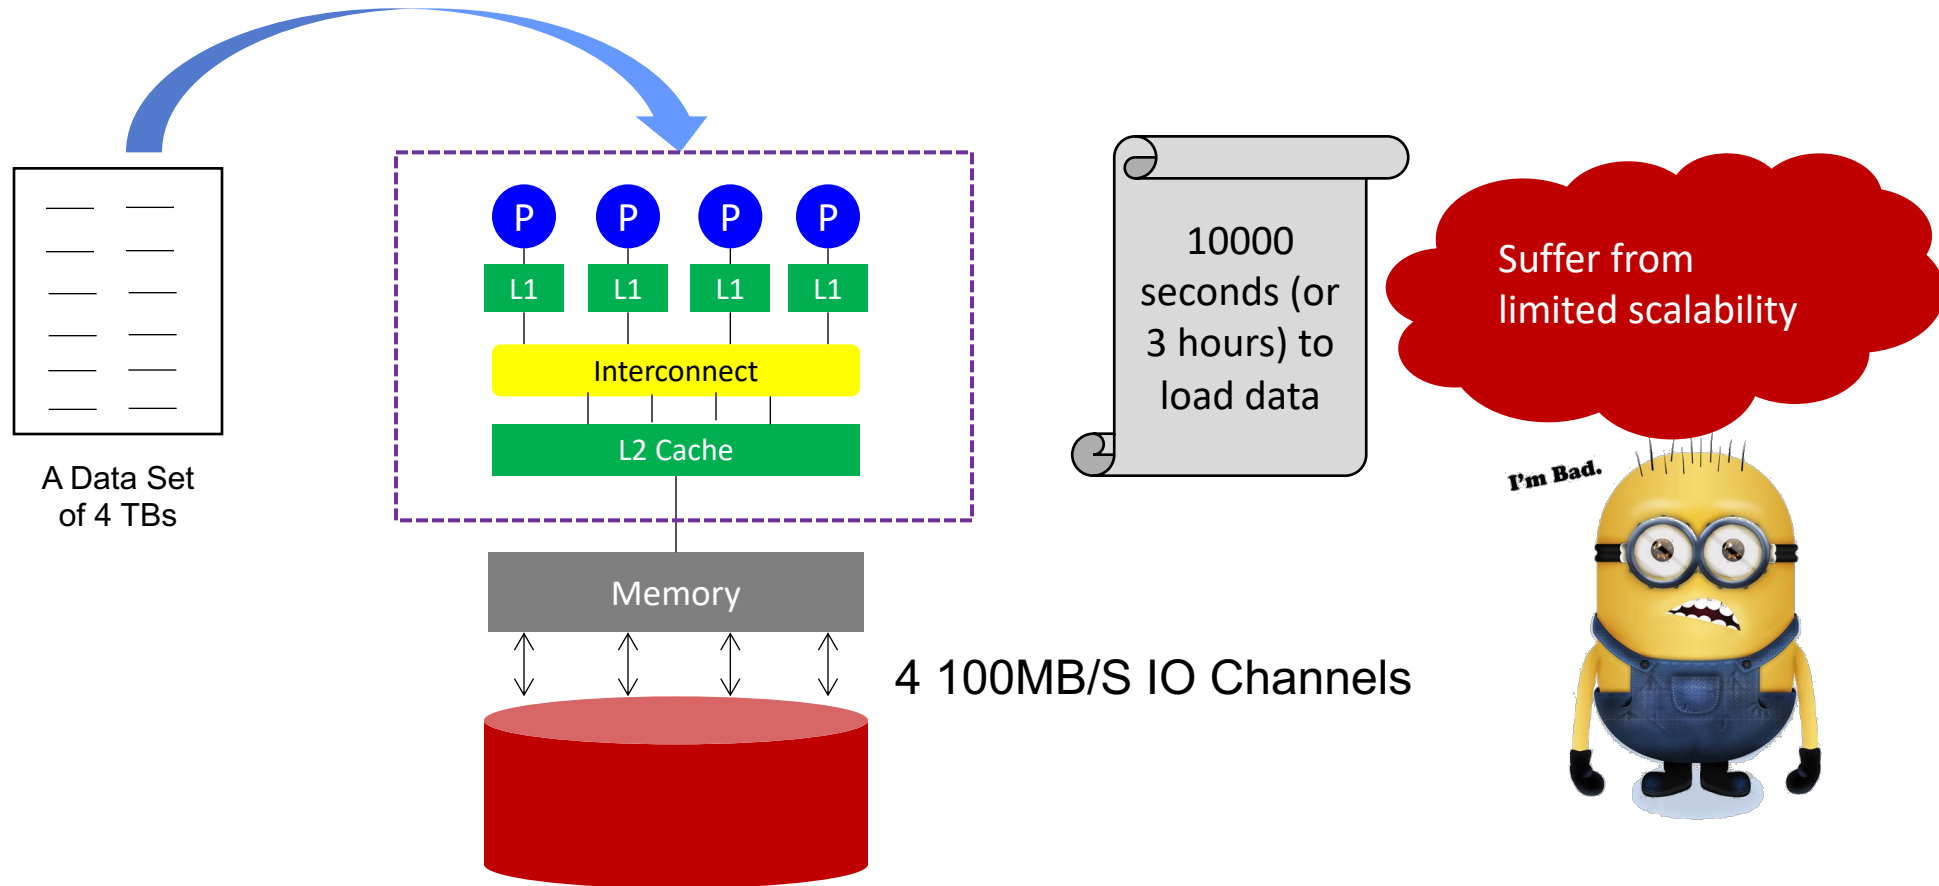 A Data Set
of 4 TBs
P P P P
L1 L1 L1 L1
Interconnect
L2 Cache
Memory
4 100MB/S IO Channels
10000
seconds (or
3 hours) to
load data
Suffer from
limited scalability
I'm Bad.